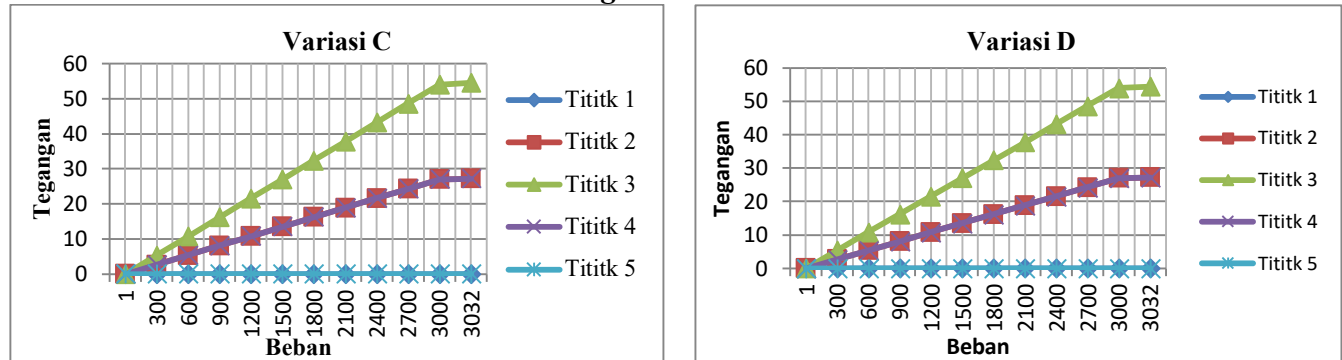 Variasi C
60
50
40
30
20
10
0
Tegangan
1 300 600 900 1200 1500 1800 2100 2400 2700 3000 3032
Beban
Tititk 1
Tititk 2
Tititk 3
Tititk 4
Tititk 5
Variasi D
60
50
40
30
20
10
0
Tegangan
1 300 600 900 1200 1500 1800 2100 2400 2700 3000 3032
Beban
Tititk 1
Tititk 2
Tititk 3
Tititk 4
Tititk 5